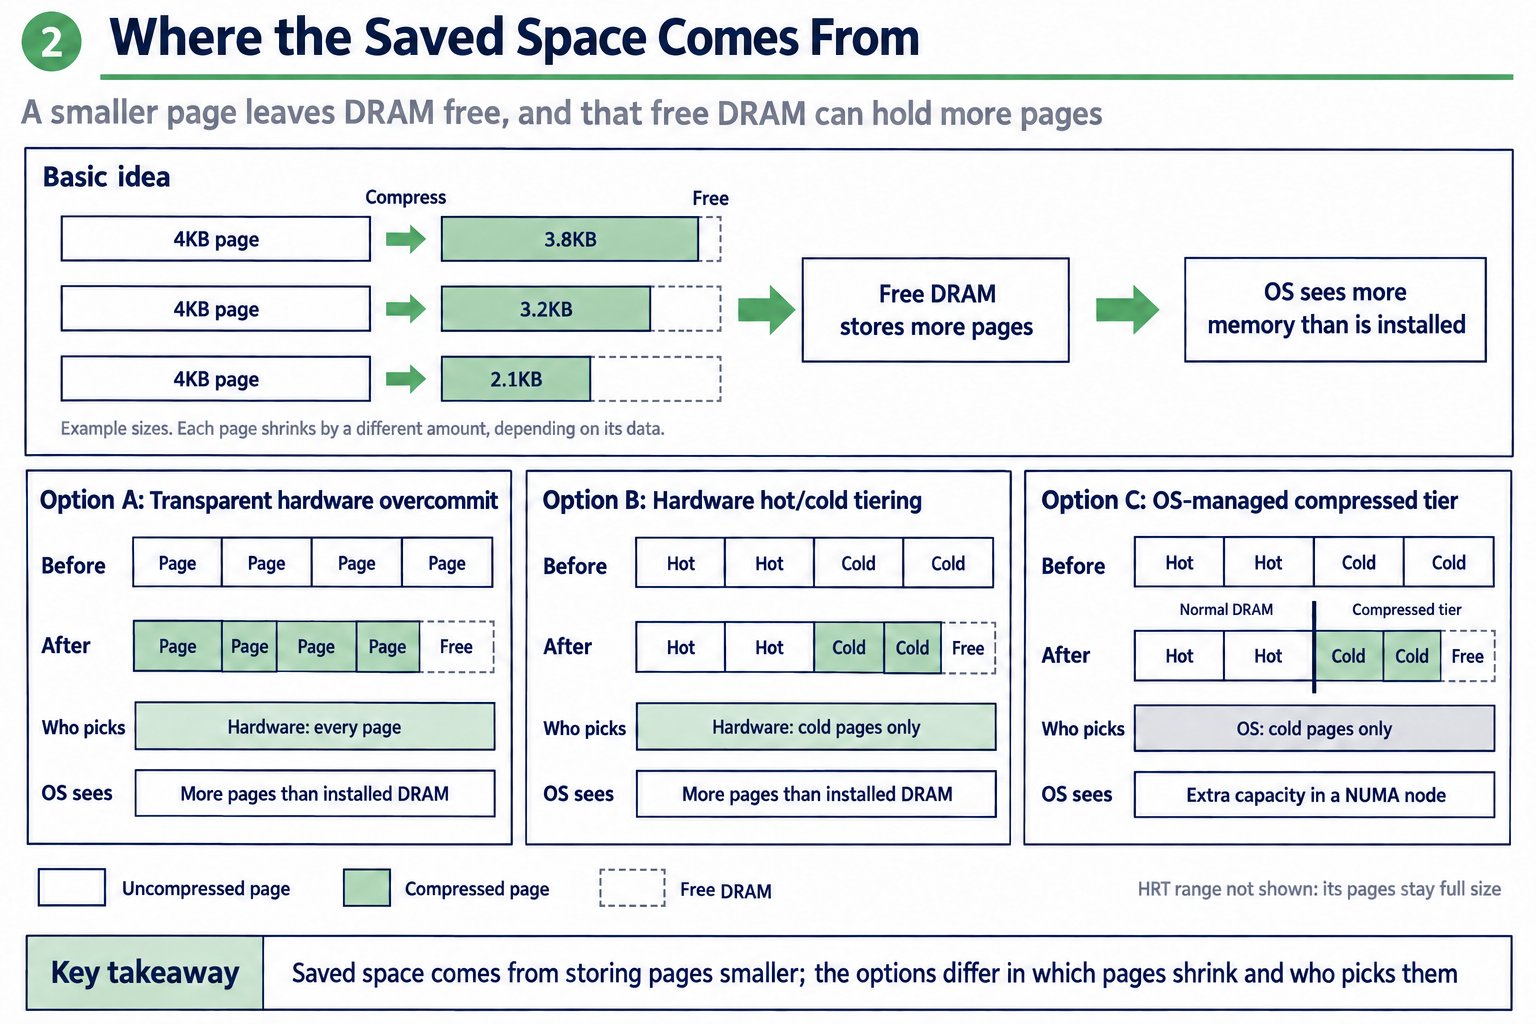 2 Where the Saved Space Comes From
A smaller page leaves DRAM free, and that free DRAM can hold more pages
Basic idea
Compress
Free
4KB page
3.8KB
4KB page
3.2KB
4KB page
2.1KB
Free DRAM
stores more pages
OS sees more
memory than is installed
Example sizes. Each page shrinks by a different amount, depending on its data.
Option A: Transparent hardware overcommit
Before
Page
Page
Page
Page
After
Page
Page
Page
Page
Free
Who picks
Hardware: every page
OS sees
More pages than installed DRAM
Option B: Hardware hot/cold tiering
Before
Hot
Hot
Cold
Cold
After
Hot
Hot
Cold
Cold
Free
Who picks
Hardware: cold pages only
OS sees
More pages than installed DRAM
Option C: OS-managed compressed tier
Before
Hot
Hot
Cold
Cold
Normal DRAM
Compressed tier
After
Hot
Hot
Cold
Cold
Free
Who picks
OS: cold pages only
OS sees
Extra capacity in a NUMA node
Uncompressed page
Compressed page
Free DRAM
HRT range not shown: its pages stay full size
Key takeaway
Saved space comes from storing pages smaller; the options differ in which pages shrink and who picks them